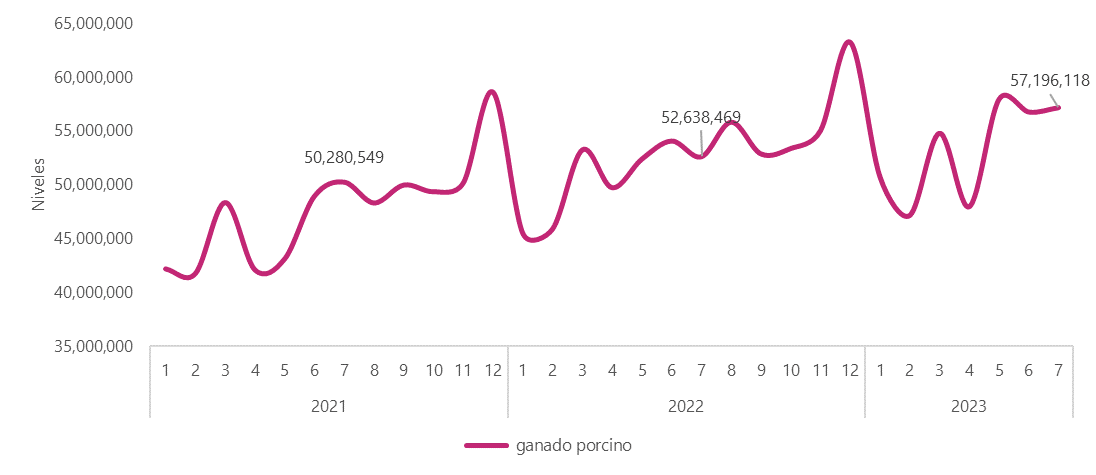 65,000,000
60,000,000
55,000,000
50,000,000
45,000,000
40,000,000
35,000,000
Niveles
50,280,549
52,638,469
57,196,118
1 2 3 4 5 6 7 8 9 10 11 12 1 2 3 4 5 6 7 8 9 10 11 12 1 2 3 4 5 6 7
2021 2022 2023
ganado porcino